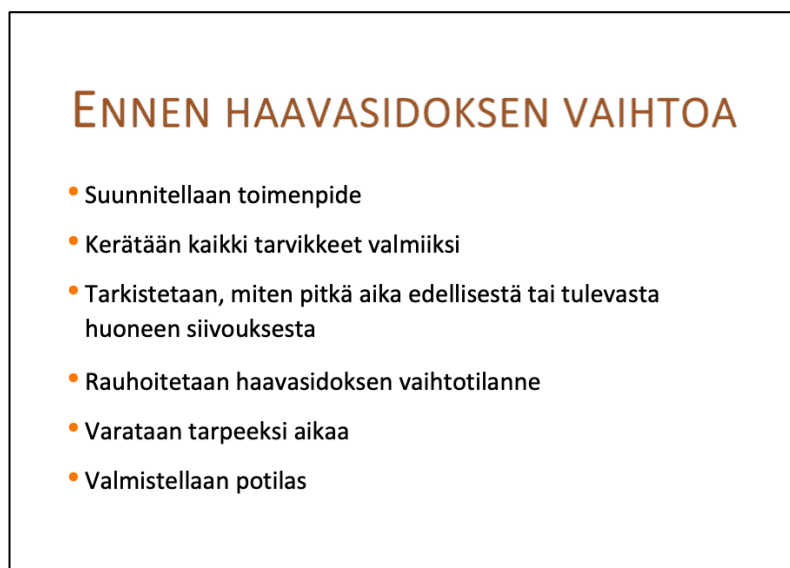 ENNEN HAAVASIDOKSEN VAIHTOA
• Suunnitellaan toimenpide
• Kerätään kaikki tarvikkeet valmiiksi
• Tarkistetaan, miten pitkä aika edellisestä tai tulevasta
huoneen siivouksesta
• Rauhoitetaan haavasidoksen vaihtotilanne
• Varataan tarpeeksi aikaa
• Valmistellaan potilas